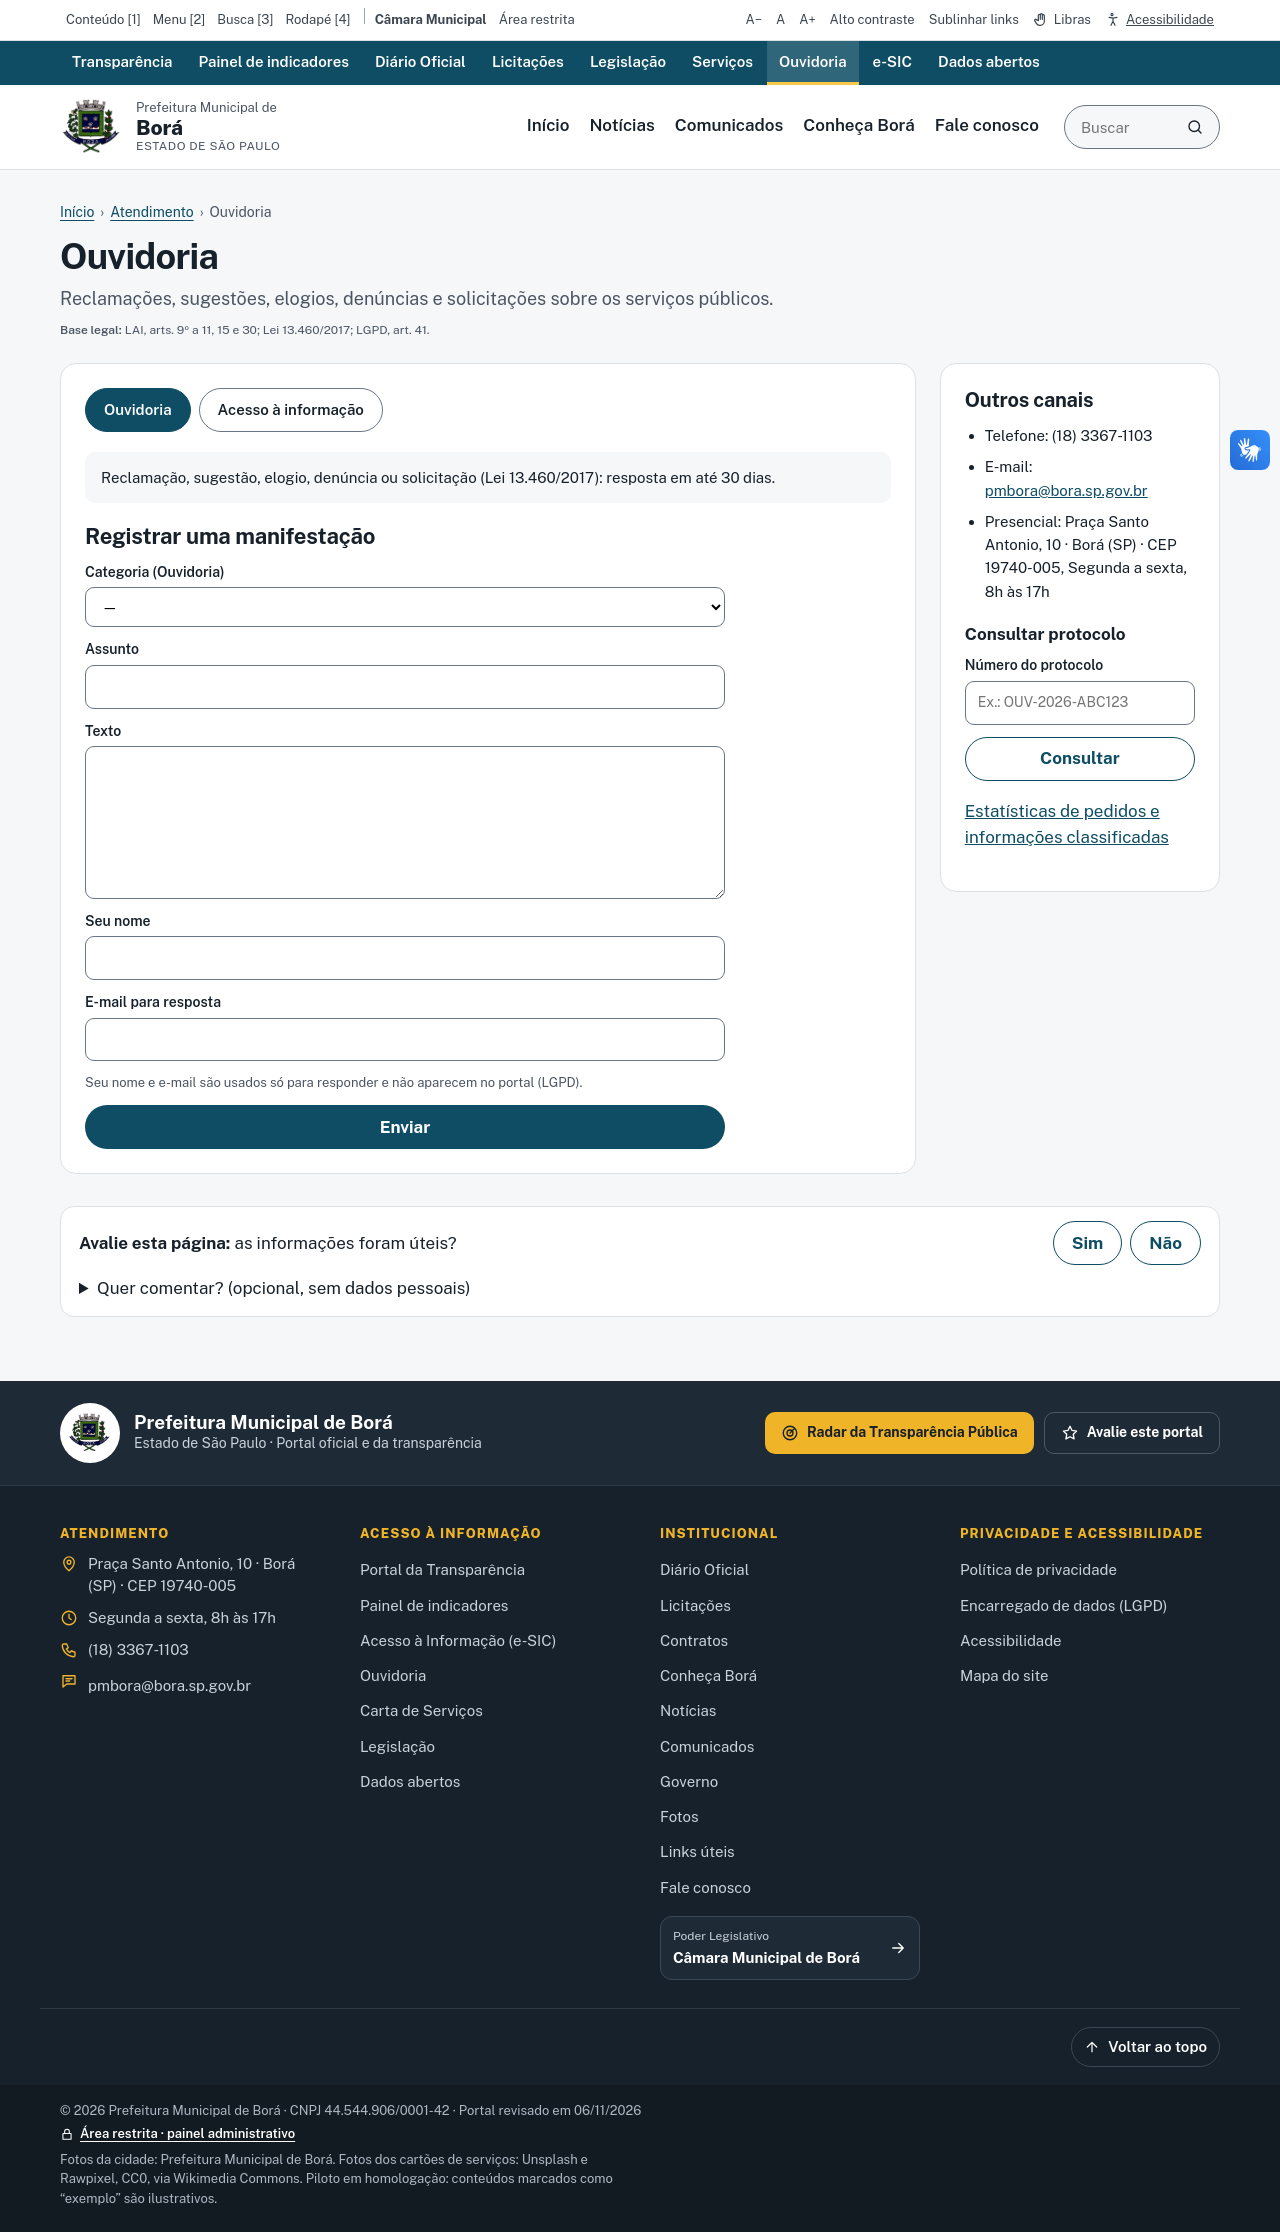 Conteúdo [1] Menu [2] Busca [3] Rodapé [4] Câmara Municipal Área restrita A− A A+ Alto contraste Sublinhar links Libras Acessibilidade
Transparência Painel de indicadores Diário Oficial Licitações Legislação Serviços Ouvidoria e-SIC Dados abertos
Prefeitura Municipal de
Borá
ESTADO DE SÃO PAULO
Início Notícias Comunicados Conheça Borá Fale conosco Buscar
Início › Atendimento › Ouvidoria
Ouvidoria
Reclamações, sugestões, elogios, denúncias e solicitações sobre os serviços públicos.
Base legal: LAI, arts. 9º a 11, 15 e 30; Lei 13.460/2017; LGPD, art. 41.
Ouvidoria Acesso à informação
Reclamação, sugestão, elogio, denúncia ou solicitação (Lei 13.460/2017): resposta em até 30 dias.
Registrar uma manifestação
Categoria (Ouvidoria)
—
Assunto
Texto
Seu nome
E-mail para resposta
Seu nome e e-mail são usados só para responder e não aparecem no portal (LGPD).
Enviar
Outros canais
Telefone: (18) 3367-1103
E-mail:
pmbora@bora.sp.gov.br
Presencial: Praça Santo
Antonio, 10 · Borá (SP) · CEP
19740-005, Segunda a sexta,
8h às 17h
Consultar protocolo
Número do protocolo
Ex.: OUV-2026-ABC123
Consultar
Estatísticas de pedidos e
informações classificadas
Avalie esta página: as informações foram úteis? Sim Não
Quer comentar? (opcional, sem dados pessoais)
Prefeitura Municipal de Borá
Estado de São Paulo · Portal oficial e da transparência
Radar da Transparência Pública Avalie este portal
ATENDIMENTO
Praça Santo Antonio, 10 · Borá
(SP) · CEP 19740-005
Segunda a sexta, 8h às 17h
(18) 3367-1103
pmbora@bora.sp.gov.br
ACESSO À INFORMAÇÃO
Portal da Transparência
Painel de indicadores
Acesso à Informação (e-SIC)
Ouvidoria
Carta de Serviços
Legislação
Dados abertos
INSTITUCIONAL
Diário Oficial
Licitações
Contratos
Conheça Borá
Notícias
Comunicados
Governo
Fotos
Links úteis
Fale conosco
Poder Legislativo
Câmara Municipal de Borá
PRIVACIDADE E ACESSIBILIDADE
Política de privacidade
Encarregado de dados (LGPD)
Acessibilidade
Mapa do site
Voltar ao topo
© 2026 Prefeitura Municipal de Borá · CNPJ 44.544.906/0001-42 · Portal revisado em 06/11/2026
Área restrita · painel administrativo
Fotos da cidade: Prefeitura Municipal de Borá. Fotos dos cartões de serviços: Unsplash e
Rawpixel, CC0, via Wikimedia Commons. Piloto em homologação: conteúdos marcados como
“exemplo” são ilustrativos.